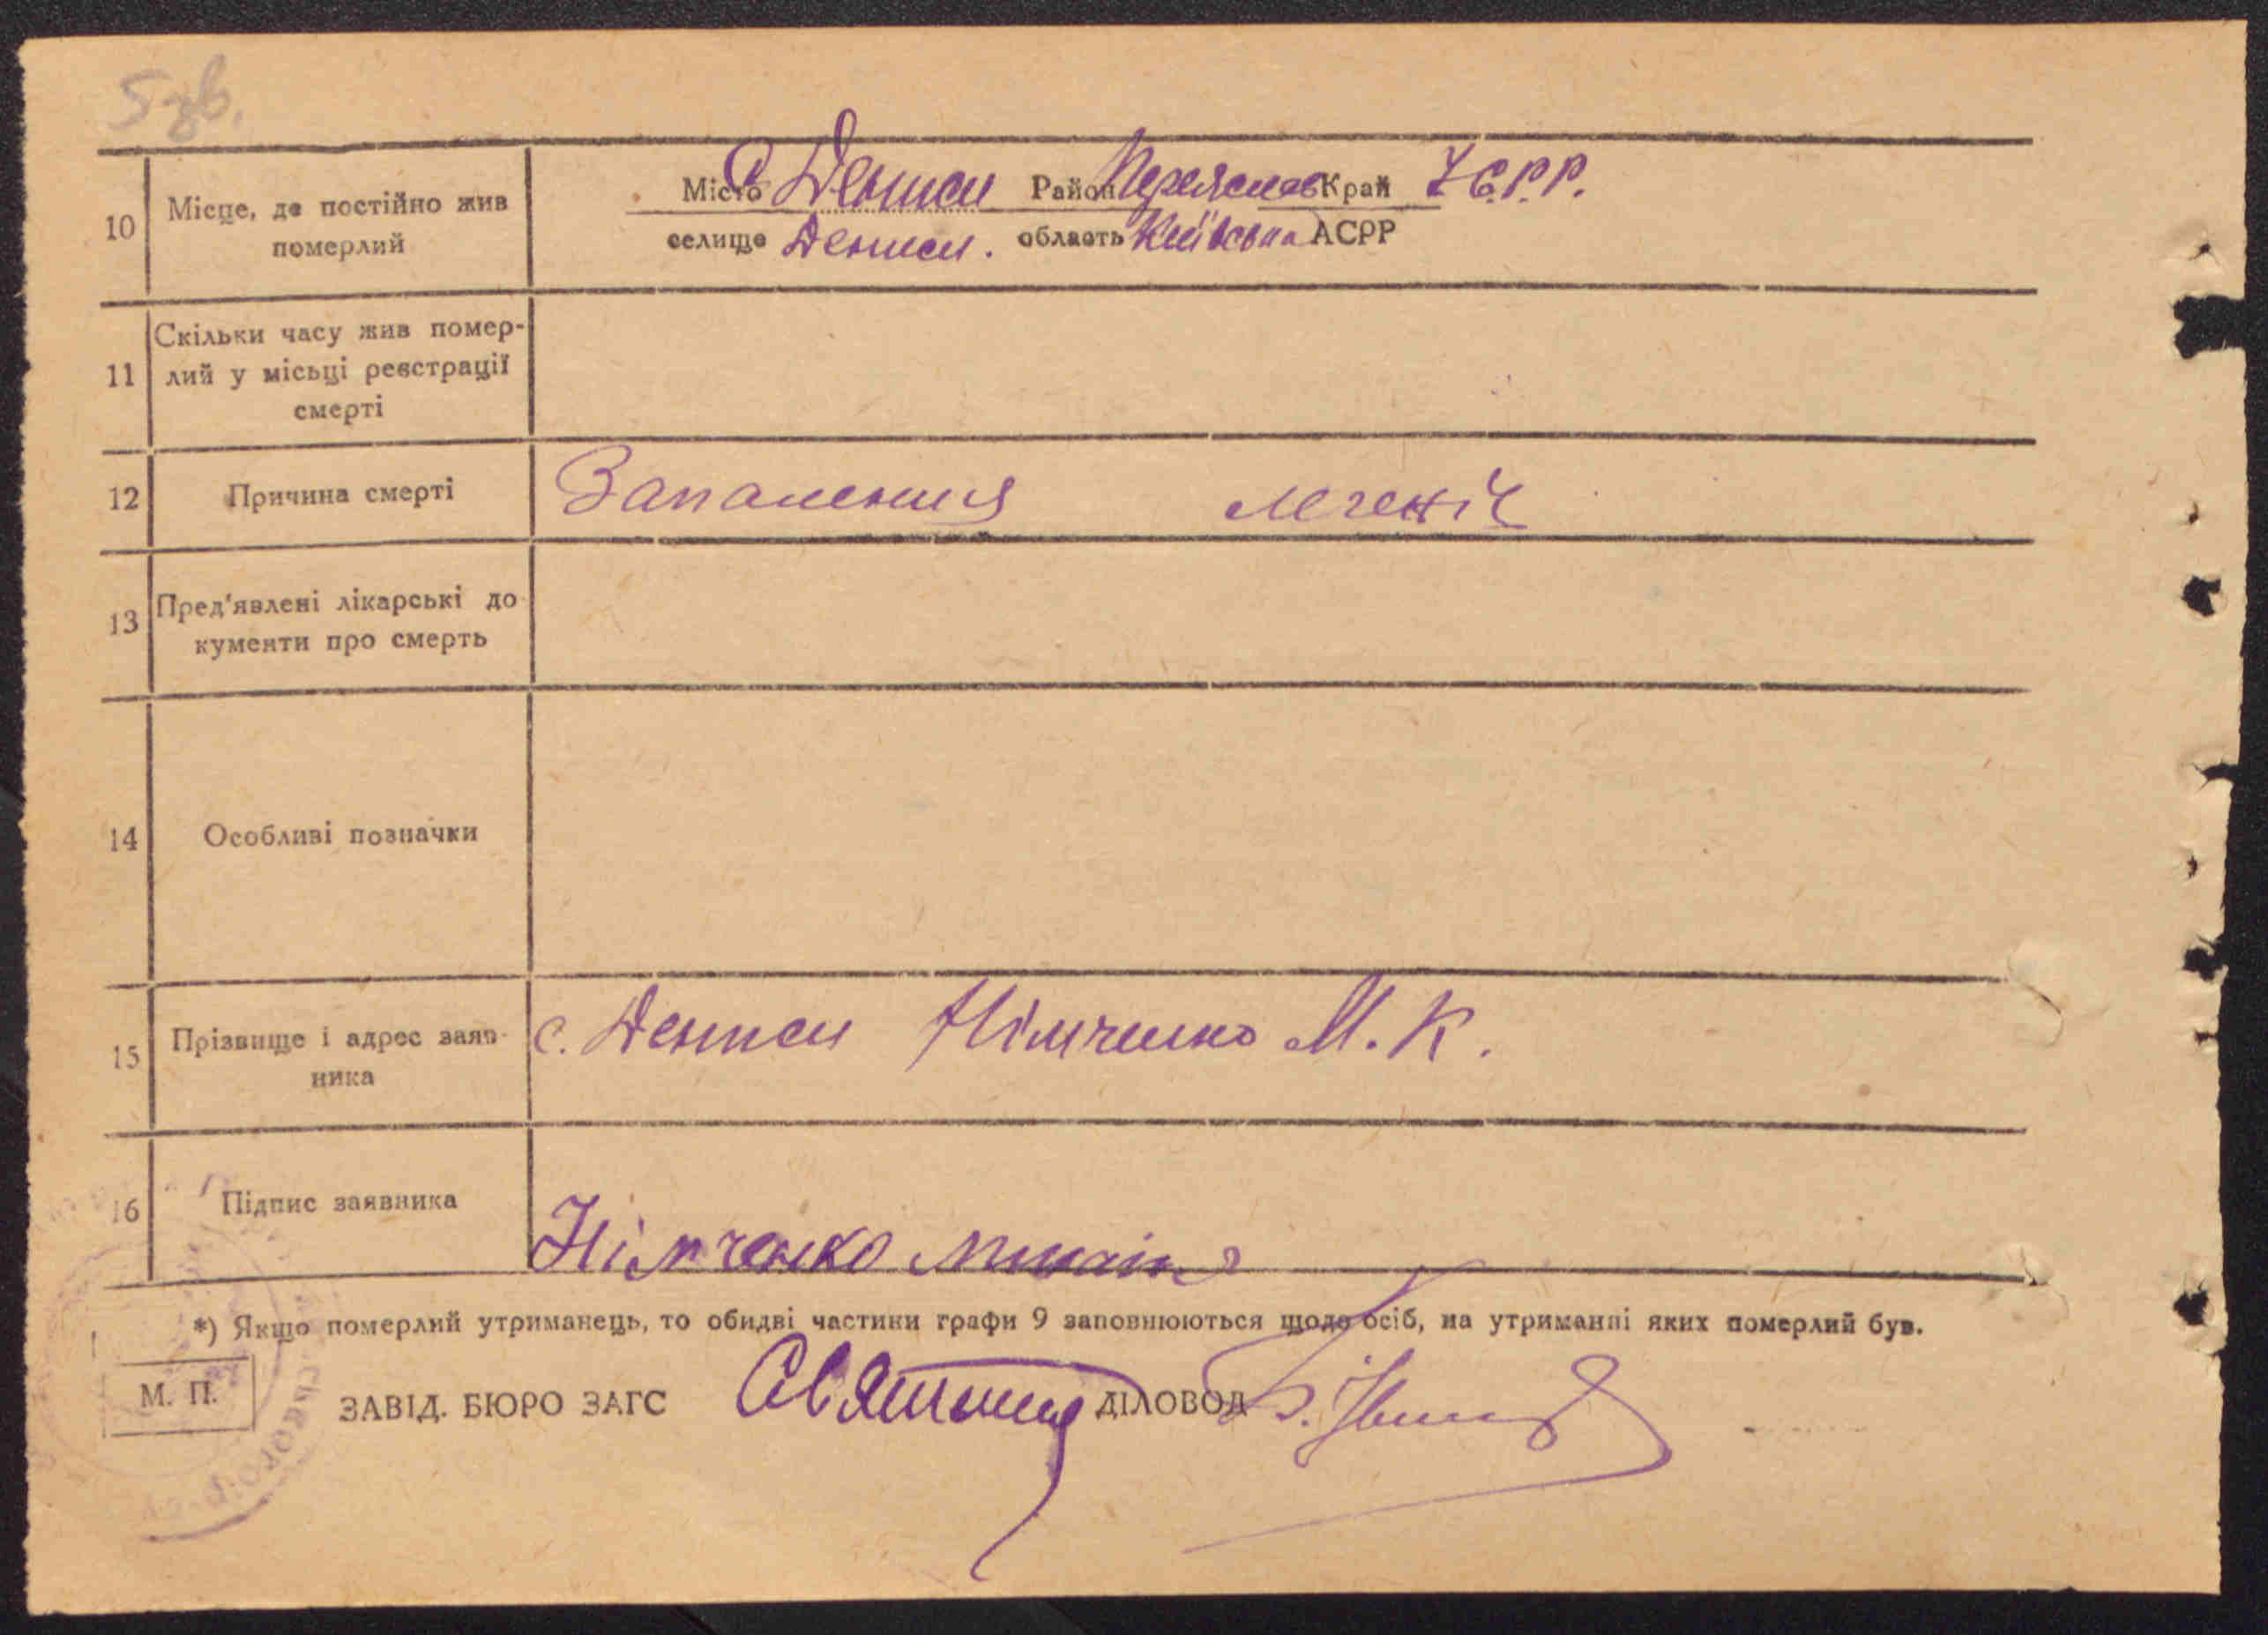 5зв.
10 Місце, де постійно жив померлий
Місто С Дениси Район Переяслав Край УСРР.
селище Дениси. область Київська АСРР
11 Скільки часу жив помер-
лий у місьці реєстрації
смерті
12 Причина смерті Запалення легенів
13 Пред'явлені лікарські до
кументи про смерть
14 Особливі позначки
15 Прізвище і адрес заяв-
ника
с. Дениси Німченко М. К.
16 Підпис заявника Німченко
*) Якщо померлий утриманець, то обидві частини графи 9 заповнюються щодо осіб, на утриманні яких померлий був.
М. П. ЗАВІД. БЮРО ЗАГС ДІЛОВОД